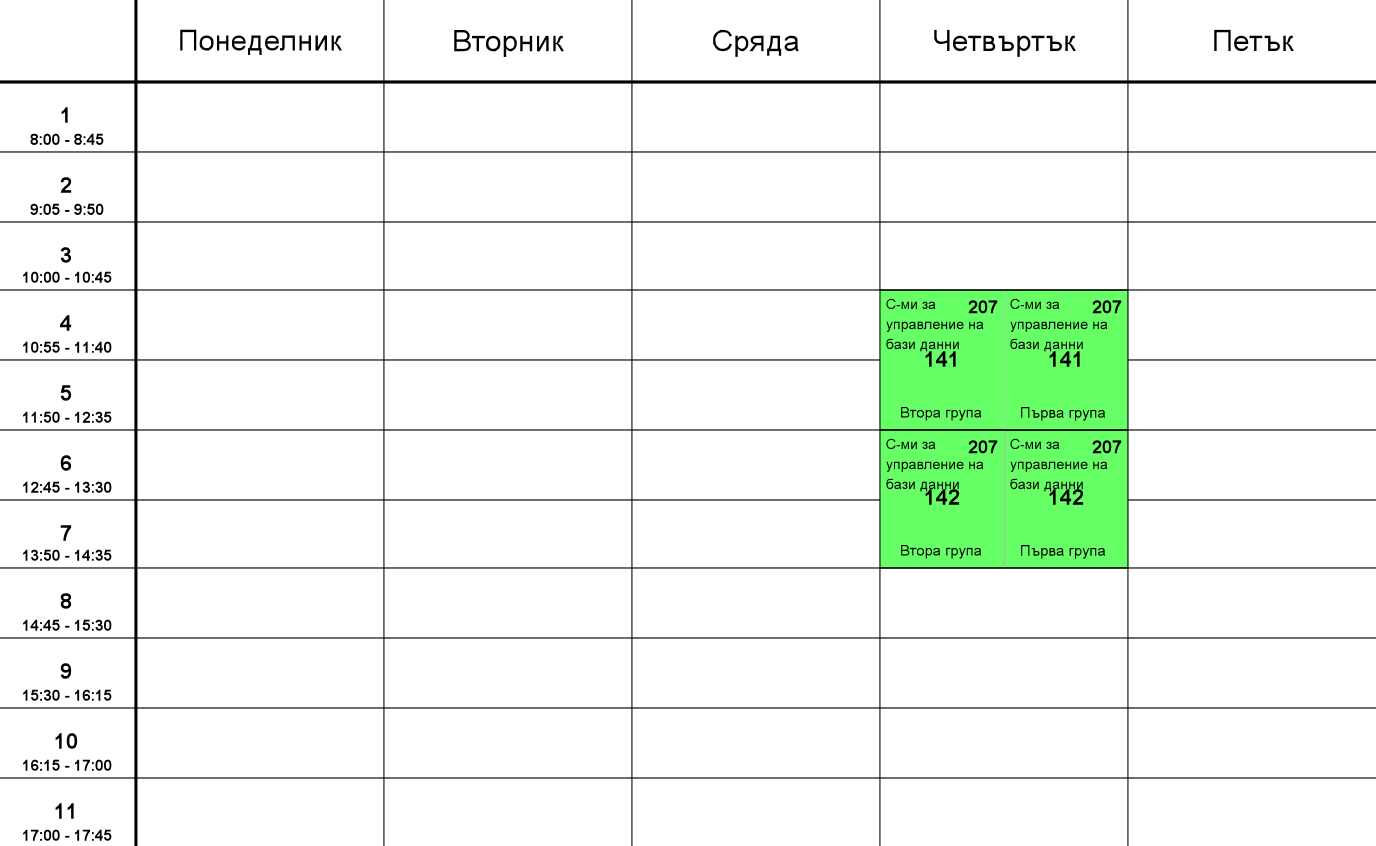 Понеделник Вторник Сряда Четвъртък Петък
1
8:00 - 8:45
2
9:05 - 9:50
3
10:00 - 10:45
4
10:55 - 11:40
С-ми за 207
управление на
бази данни
141
Втора група
С-ми за 207
управление на
бази данни
141
Първа група
5
11:50 - 12:35
6
12:45 - 13:30
С-ми за 207
управление на
бази данни
142
Втора група
С-ми за 207
управление на
бази данни
142
Първа група
7
13:50 - 14:35
8
14:45 - 15:30
9
15:30 - 16:15
10
16:15 - 17:00
11
17:00 - 17:45